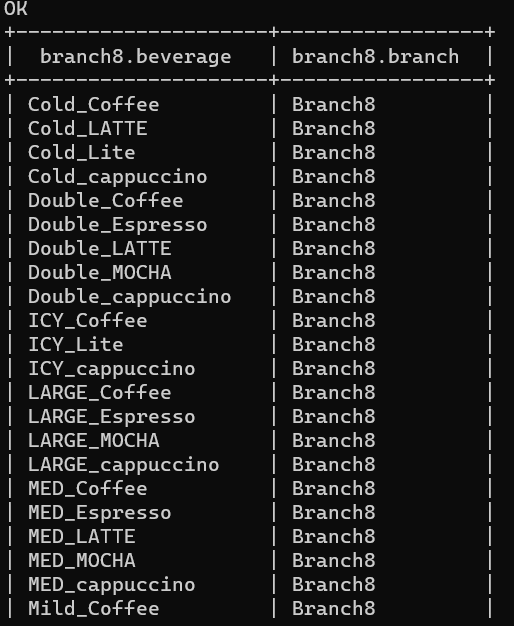 OK
+----------------------+-----------------+
|  branch8.beverage    | branch8.branch  |
+----------------------+-----------------+
| Cold_Coffee          | Branch8         |
| Cold_LATTE           | Branch8         |
| Cold_Lite            | Branch8         |
| Cold_cappuccino      | Branch8         |
| Double_Coffee        | Branch8         |
| Double_Espresso      | Branch8         |
| Double_LATTE         | Branch8         |
| Double_MOCHA         | Branch8         |
| Double_cappuccino    | Branch8         |
| ICY_Coffee           | Branch8         |
| ICY_Lite             | Branch8         |
| ICY_cappuccino       | Branch8         |
| LARGE_Coffee         | Branch8         |
| LARGE_Espresso       | Branch8         |
| LARGE_MOCHA          | Branch8         |
| LARGE_cappuccino     | Branch8         |
| MED_Coffee           | Branch8         |
| MED_Espresso         | Branch8         |
| MED_LATTE            | Branch8         |
| MED_MOCHA            | Branch8         |
| MED_cappuccino       | Branch8         |
| Mild_Coffee          | Branch8         |